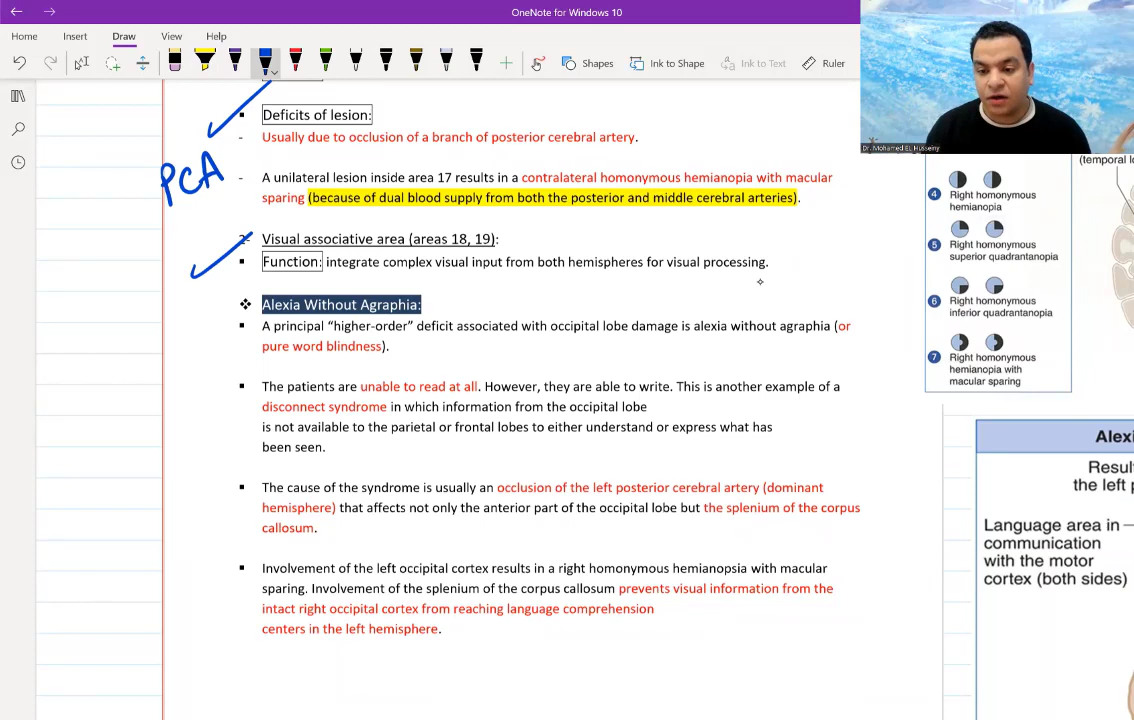 OneNote for Windows 10
Home Insert Draw View Help
Shapes Ink to Shape Ink to Text Ruler
Deficits of lesion:
- Usually due to occlusion of a branch of posterior cerebral artery.
PCA
- A unilateral lesion inside area 17 results in a contralateral homonymous hemianopia with macular
sparing (because of dual blood supply from both the posterior and middle cerebral arteries).
2- Visual associative area (areas 18, 19):
Function: integrate complex visual input from both hemispheres for visual processing.
Alexia Without Agraphia:
A principal “higher-order” deficit associated with occipital lobe damage is alexia without agraphia (or
pure word blindness).
The patients are unable to read at all. However, they are able to write. This is another example of a
disconnect syndrome in which information from the occipital lobe
is not available to the parietal or frontal lobes to either understand or express what has
been seen.
The cause of the syndrome is usually an occlusion of the left posterior cerebral artery (dominant
hemisphere) that affects not only the anterior part of the occipital lobe but the splenium of the corpus
callosum.
Involvement of the left occipital cortex results in a right homonymous hemianopsia with macular
sparing. Involvement of the splenium of the corpus callosum prevents visual information from the
intact right occipital cortex from reaching language comprehension
centers in the left hemisphere.
Dr. Mohamed EL Husseiny
(temporal lo
4 Right homonymous
hemianopia
5 Right homonymous
superior quadrantanopia
6 Right homonymous
inferior quadrantanopia
7 Right homonymous
hemianopia with
macular sparing
Alexi
Resul
the left p
Language area in
communication
with the motor
cortex (both sides)